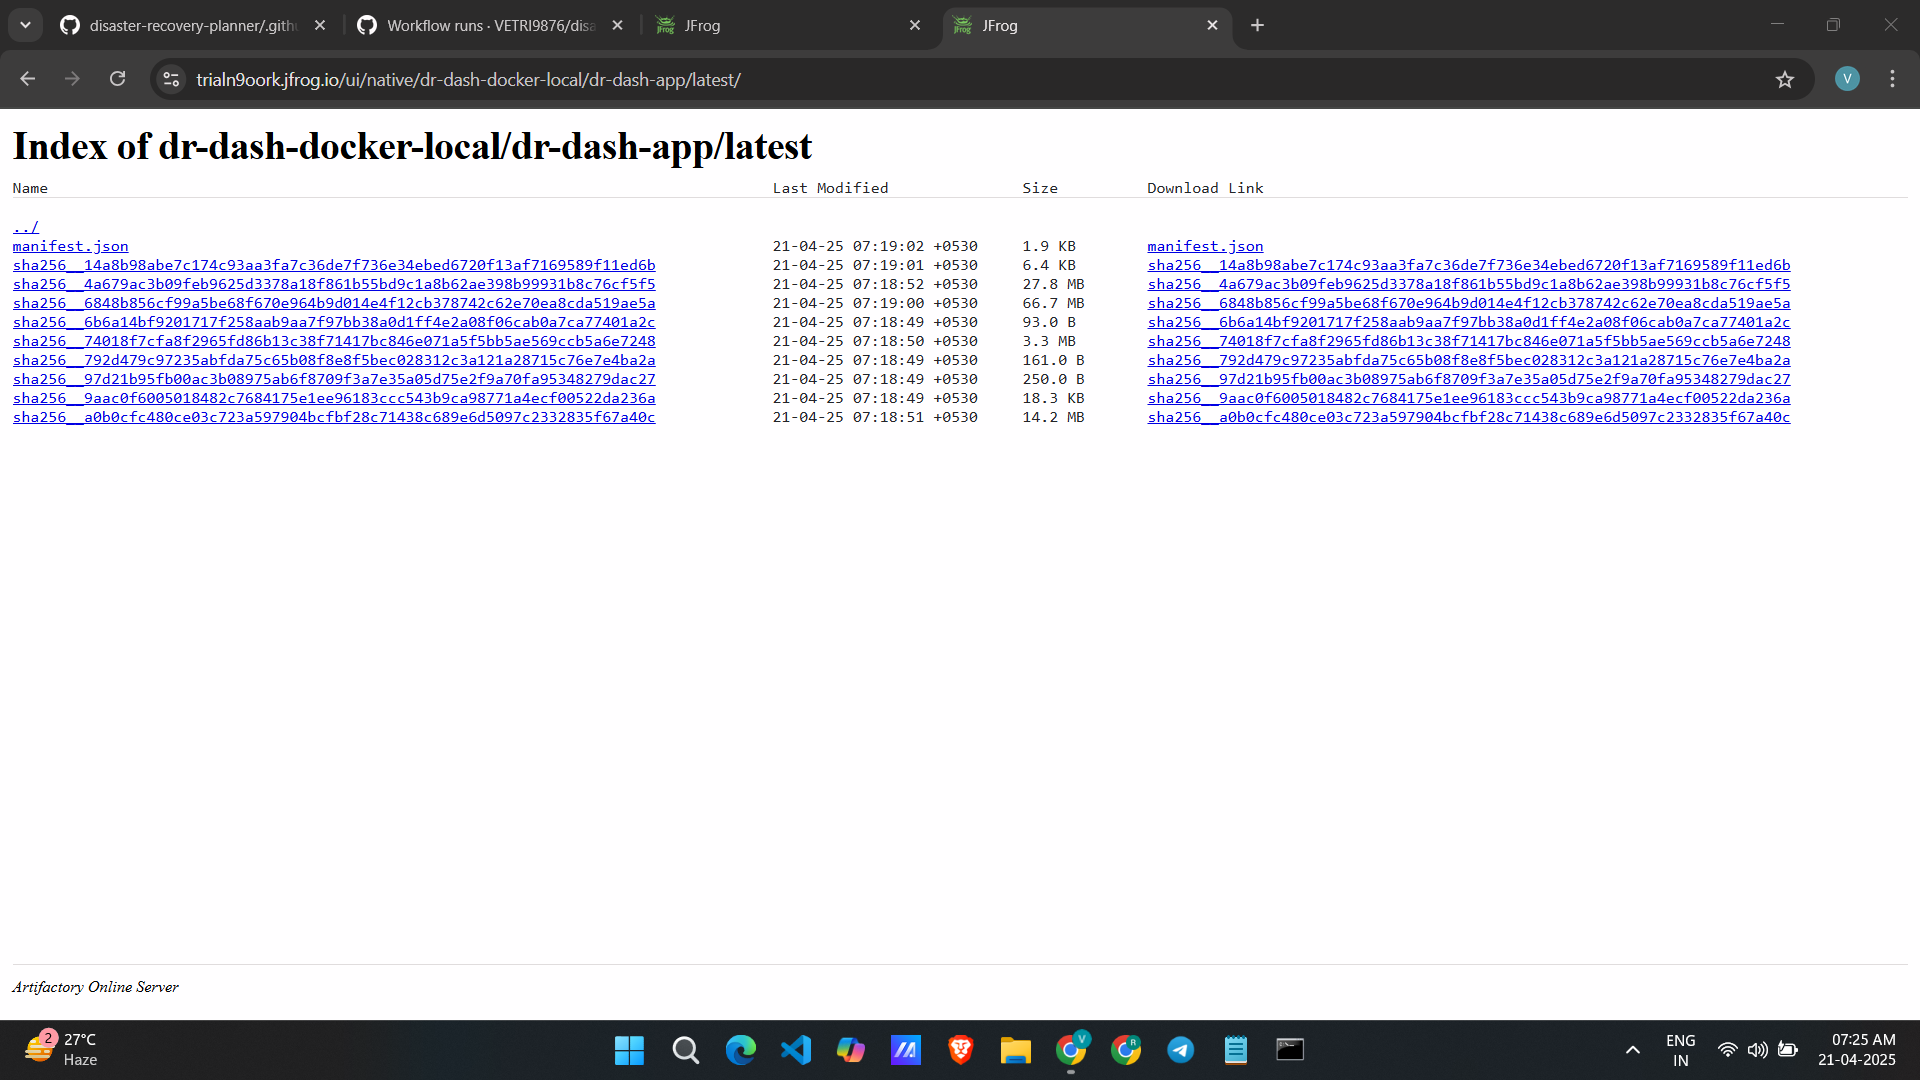 disaster-recovery-planner/.githu
Workflow runs · VETRI9876/disa
JFrog
JFrog
trialn9oork.jfrog.io/ui/native/dr-dash-docker-local/dr-dash-app/latest/
V
Index of dr-dash-docker-local/dr-dash-app/latest
Name Last Modified Size Download Link
../
manifest.json 21-04-25 07:19:02 +0530 1.9 KB manifest.json
sha256__14a8b98abe7c174c93aa3fa7c36de7f736e34ebed6720f13af7169589f11ed6b 21-04-25 07:19:01 +0530 6.4 KB sha256__14a8b98abe7c174c93aa3fa7c36de7f736e34ebed6720f13af7169589f11ed6b
sha256__4a679ac3b09feb9625d3378a18f861b55bd9c1a8b62ae398b99931b8c76cf5f5 21-04-25 07:18:52 +0530 27.8 MB sha256__4a679ac3b09feb9625d3378a18f861b55bd9c1a8b62ae398b99931b8c76cf5f5
sha256__6848b856cf99a5be68f670e964b9d014e4f12cb378742c62e70ea8cda519ae5a 21-04-25 07:19:00 +0530 66.7 MB sha256__6848b856cf99a5be68f670e964b9d014e4f12cb378742c62e70ea8cda519ae5a
sha256__6b6a14bf9201717f258aab9aa7f97bb38a0d1ff4e2a08f06cab0a7ca77401a2c 21-04-25 07:18:49 +0530 93.0 B sha256__6b6a14bf9201717f258aab9aa7f97bb38a0d1ff4e2a08f06cab0a7ca77401a2c
sha256__74018f7cfa8f2965fd86b13c38f71417bc846e071a5f5bb5ae569ccb5a6e7248 21-04-25 07:18:50 +0530 3.3 MB sha256__74018f7cfa8f2965fd86b13c38f71417bc846e071a5f5bb5ae569ccb5a6e7248
sha256__792d479c97235abfda75c65b08f8e8f5bec028312c3a121a28715c76e7e4ba2a 21-04-25 07:18:49 +0530 161.0 B sha256__792d479c97235abfda75c65b08f8e8f5bec028312c3a121a28715c76e7e4ba2a
sha256__97d21b95fb00ac3b08975ab6f8709f3a7e35a05d75e2f9a70fa95348279dac27 21-04-25 07:18:49 +0530 250.0 B sha256__97d21b95fb00ac3b08975ab6f8709f3a7e35a05d75e2f9a70fa95348279dac27
sha256__9aac0f6005018482c7684175e1ee96183ccc543b9ca98771a4ecf00522da236a 21-04-25 07:18:49 +0530 18.3 KB sha256__9aac0f6005018482c7684175e1ee96183ccc543b9ca98771a4ecf00522da236a
sha256__a0b0cfc480ce03c723a597904bcfbf28c71438c689e6d5097c2332835f67a40c 21-04-25 07:18:51 +0530 14.2 MB sha256__a0b0cfc480ce03c723a597904bcfbf28c71438c689e6d5097c2332835f67a40c
Artifactory Online Server
2 27°C
Haze
V
R
ENG
IN
07:25 AM
21-04-2025